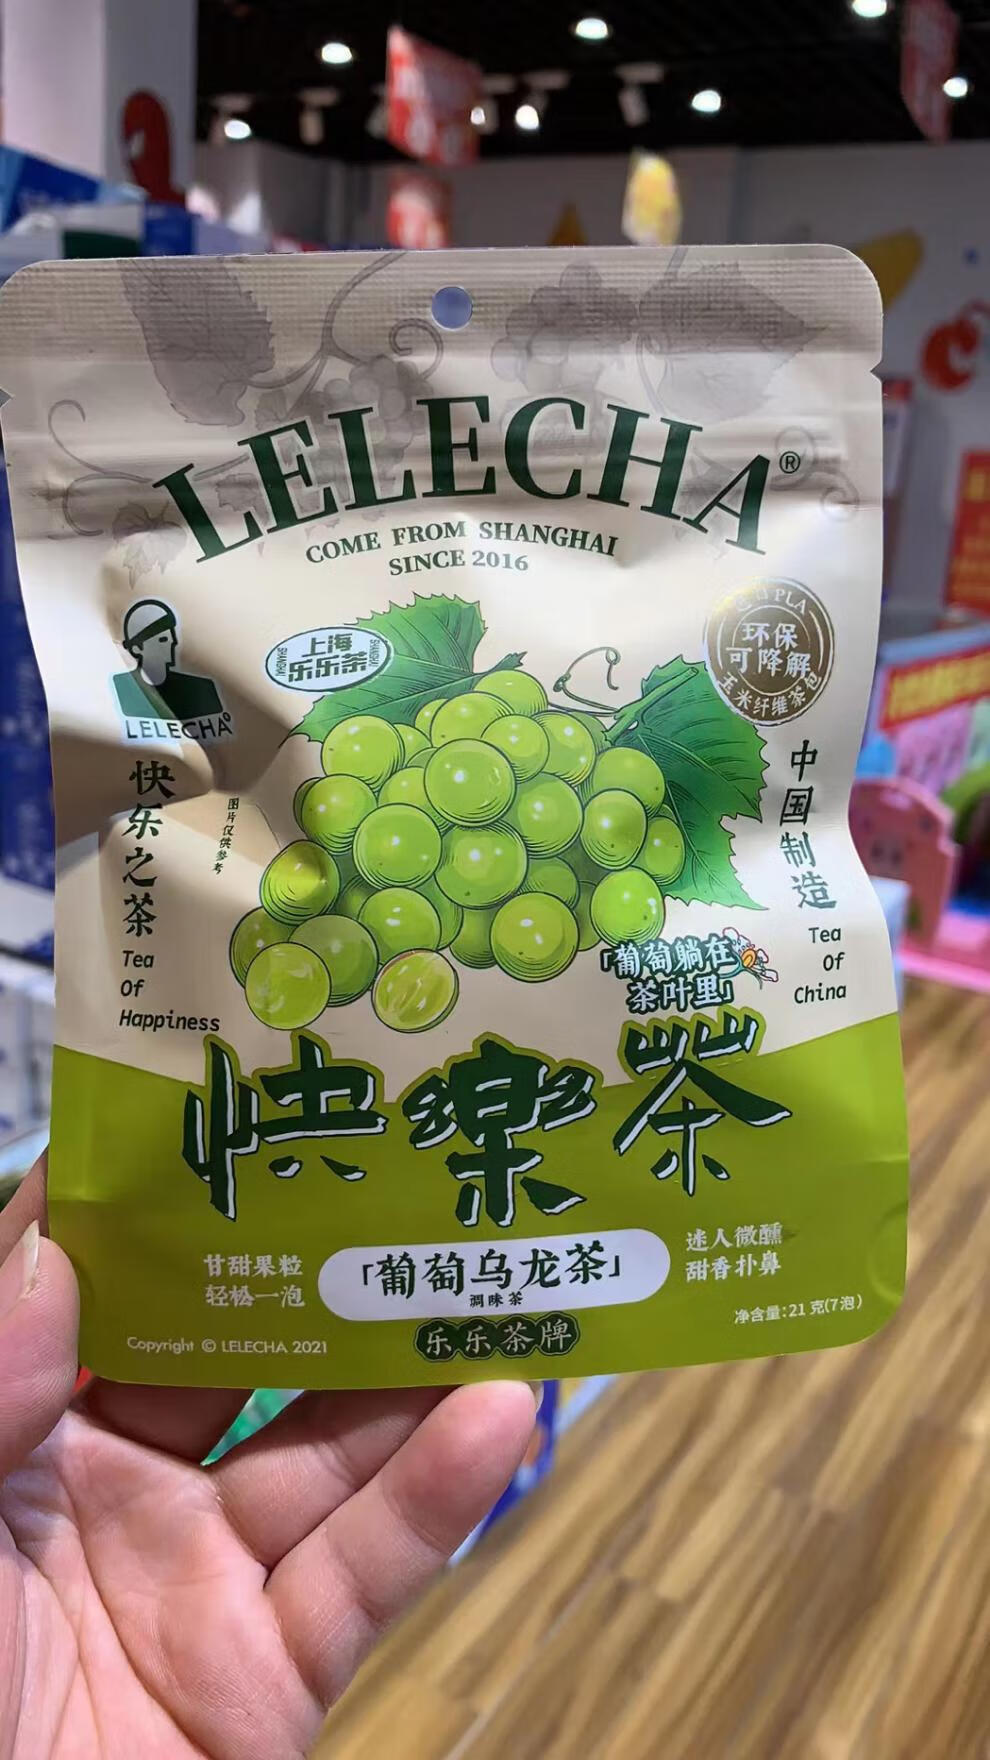 LELECHA®
COME FROM SHANGHAI
SINCE 2016
上海
乐乐茶
SHANGHAI
SHANGHAI
PLA
环保
可降解
玉米纤维茶包
LELECHA®
快乐之茶
Tea
Of
Happiness
图片仅供参考
中国制造
Tea
Of
China
「葡萄躺在
茶叶里」
快樂茶
甘甜果粒
轻松一泡
「葡萄乌龙茶」
调味茶
迷人微醺
甜香扑鼻
净含量:21克(7泡)
乐乐茶牌
Copyright © LELECHA 2021